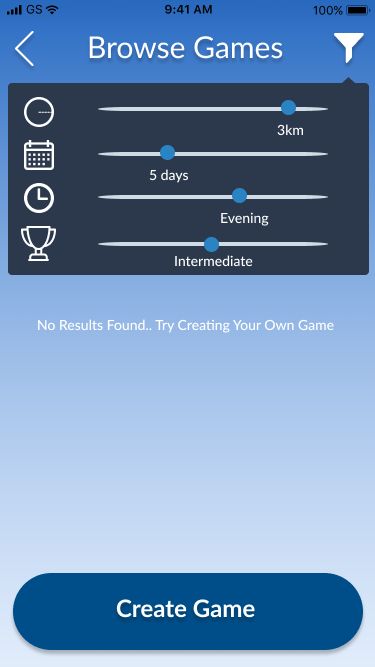 GS 9:41 AM 100%
Browse Games
3km
5 days
Evening
Intermediate
No Results Found.. Try Creating Your Own Game
Create Game